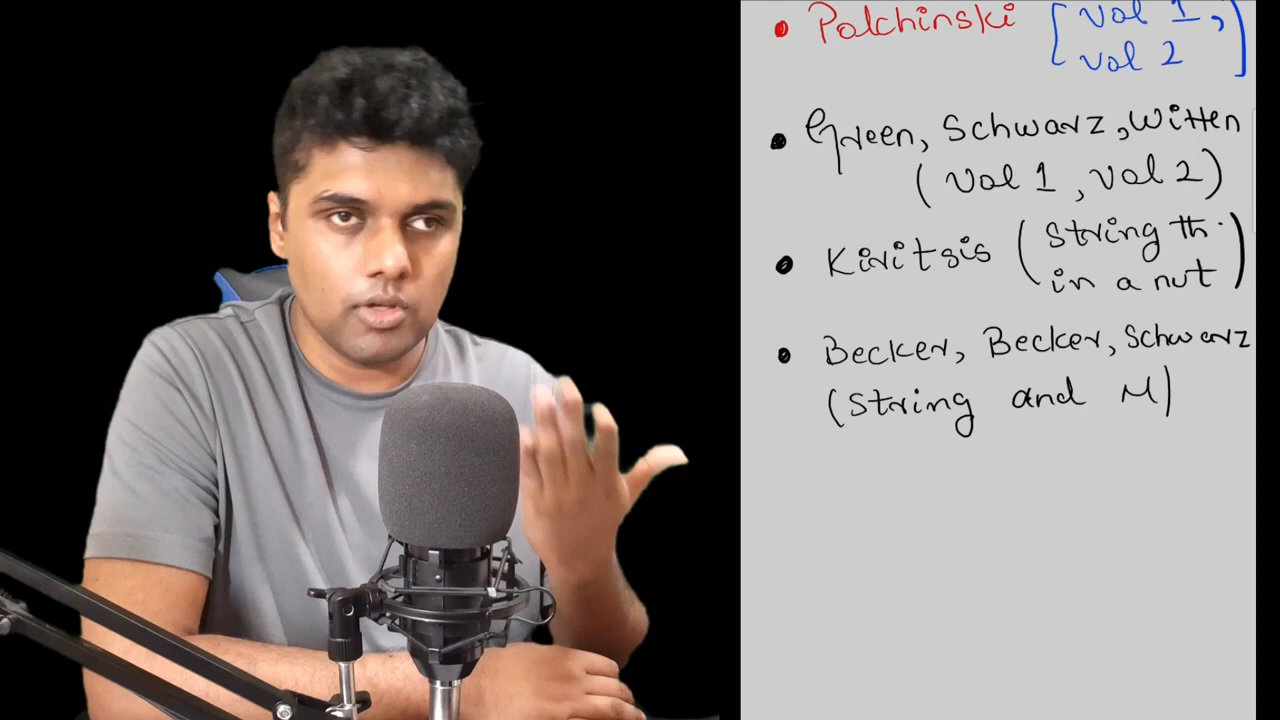 • Polchinski [vol 1,
vol 2]
• Green, Schwarz, Witten
(vol 1, vol 2)
• Kiritsis (string th.
in a nut)
• Becker, Becker, Schwarz
(string and M)